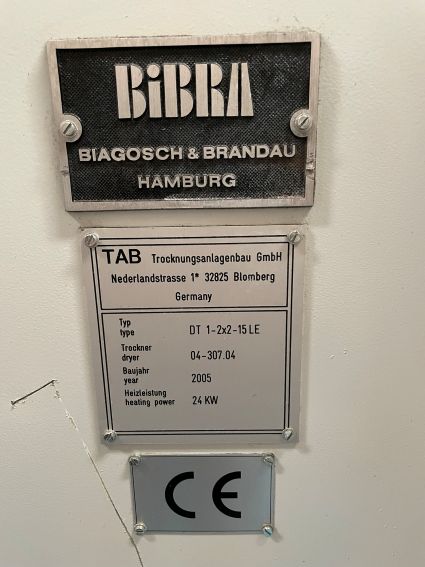 BiBRA
BIAGOSCH & BRANDAU
HAMBURG
TAB Trocknungsanlagenbau GmbH
Nederlandstrasse 1* 32825 Blomberg
Germany
Typ
type DT 1-2x2-15 LE
Trockner
dryer 04-307.04
Baujahr
year 2005
Heizleistung
heating power 24 KW
CE